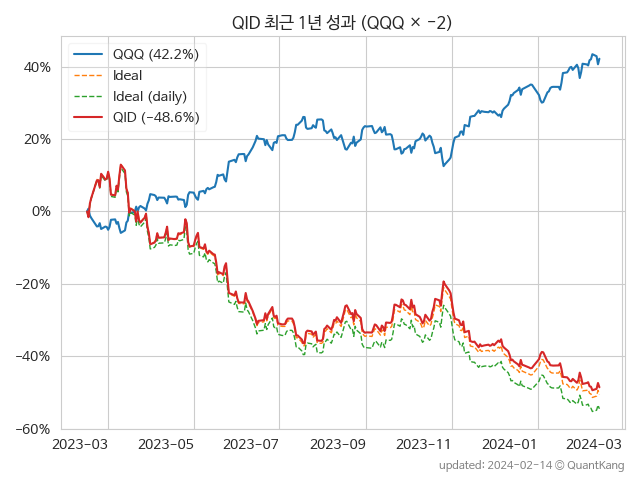 QID 최근 1년 성과 (QQQ × −2)
QQQ (42.2%)
Ideal
Ideal (daily)
QID (−48.6%)
40%
20%
0%
−20%
−40%
−60%
2023-03 2023-05 2023-07 2023-09 2023-11 2024-01 2024-03
updated: 2024-02-14 © QuantKang